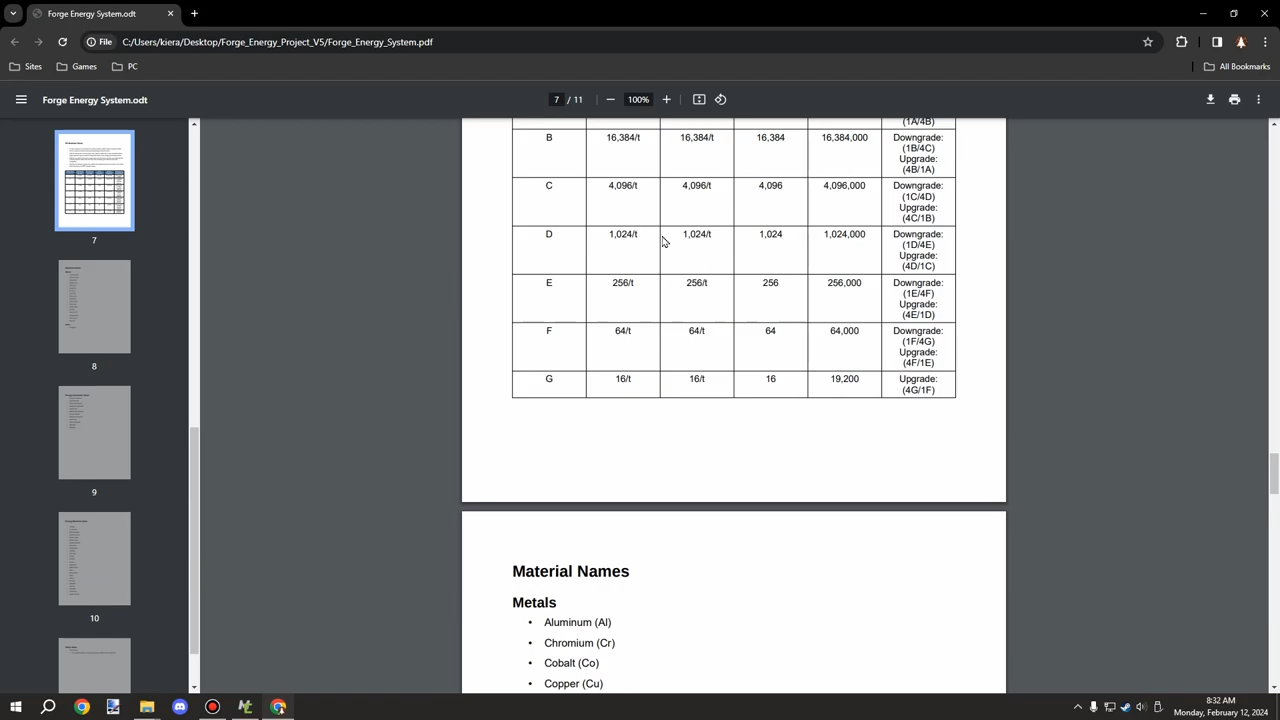 Forge Energy System.odt
File
C:/Users/kiera/Desktop/Forge_Energy_Project_V5/Forge_Energy_System.pdf
Sites
Games
PC
All Bookmarks
Forge Energy System.odt
7 / 11
100%
7
8
9
10
(1A/4B)
B 16,384/t 16,384/t 16,384 16,384,000 Downgrade:
(1B/4C)
Upgrade:
(4B/1A)
C 4,096/t 4,096/t 4,096 4,096,000 Downgrade:
(1C/4D)
Upgrade:
(4C/1B)
D 1,024/t 1,024/t 1,024 1,024,000 Downgrade:
(1D/4E)
Upgrade:
(4D/1C)
E 256/t 256/t 256 256,000 Downgrade:
(1E/4F)
Upgrade:
(4E/1D)
F 64/t 64/t 64 64,000 Downgrade:
(1F/4G)
Upgrade:
(4F/1E)
G 16/t 16/t 16 19,200 Upgrade:
(4G/1F)
Material Names
Metals
• Aluminum (Al)
• Chromium (Cr)
• Cobalt (Co)
• Copper (Cu)
8:32 AM
Monday, February 12, 2024